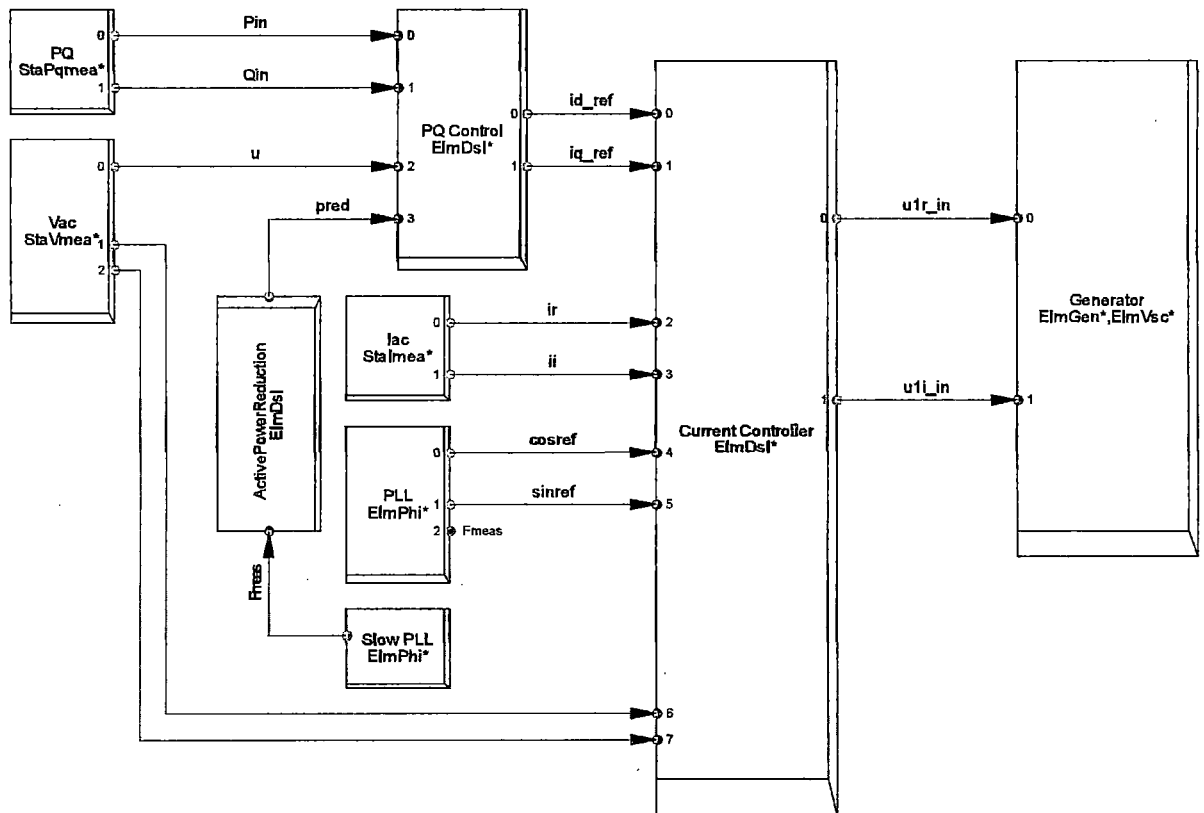 Pin
0
0
PQ
StaPqmea*
Qin
1
1
id_ref
0
0
PQ Control
ElmDsl*
u
iq_ref
0
2
1
1
pred
3
Vac
StaVmea*
1
2
u1r_in
0
0
ActivePowerReduction
ElmDsl
Iac
StaImea*
ir
0
2
ii
1
3
Generator
ElmGen*,ElmVsc*
u1i_in
1
1
Current Controller
ElmDsl*
cosref
0
4
PLL
ElmPhi*
sinref
1
5
2
Fmeas
Fmeas
Slow PLL
ElmPhi*
6
7